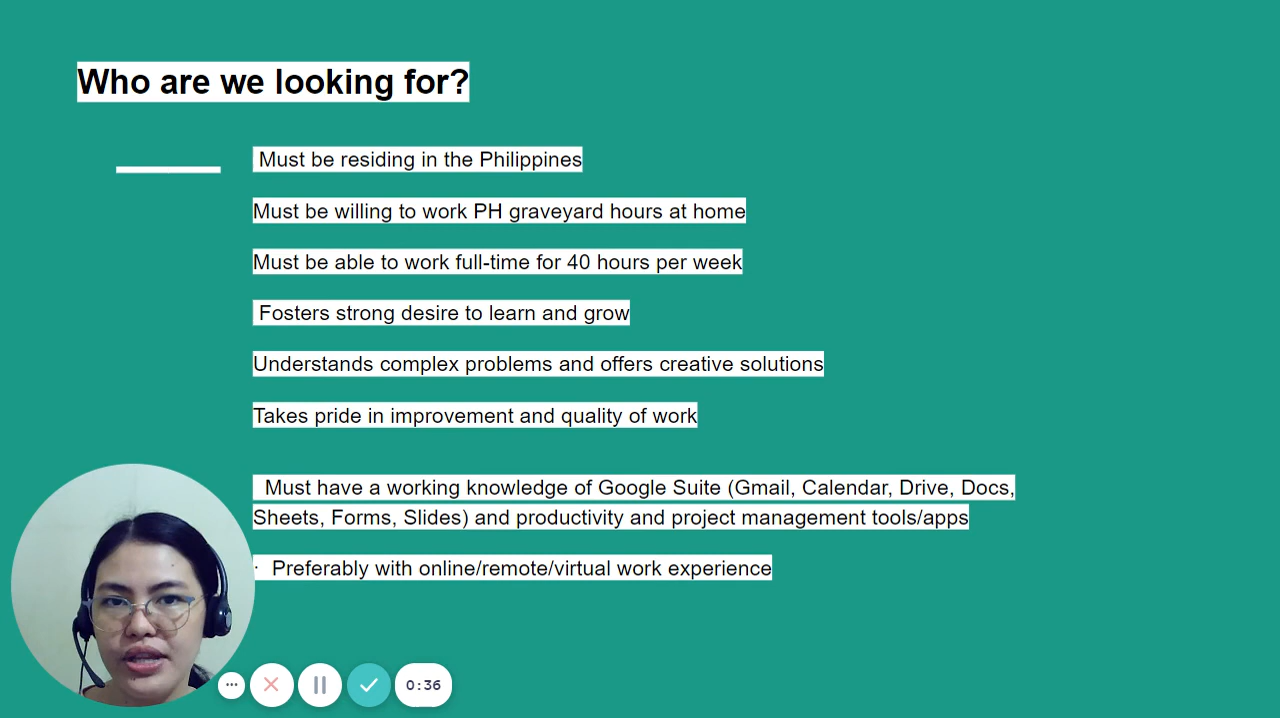 Who are we looking for?
Must be residing in the Philippines
Must be willing to work PH graveyard hours at home
Must be able to work full-time for 40 hours per week
Fosters strong desire to learn and grow
Understands complex problems and offers creative solutions
Takes pride in improvement and quality of work
Must have a working knowledge of Google Suite (Gmail, Calendar, Drive, Docs,
Sheets, Forms, Slides) and productivity and project management tools/apps
· Preferably with online/remote/virtual work experience
0:36